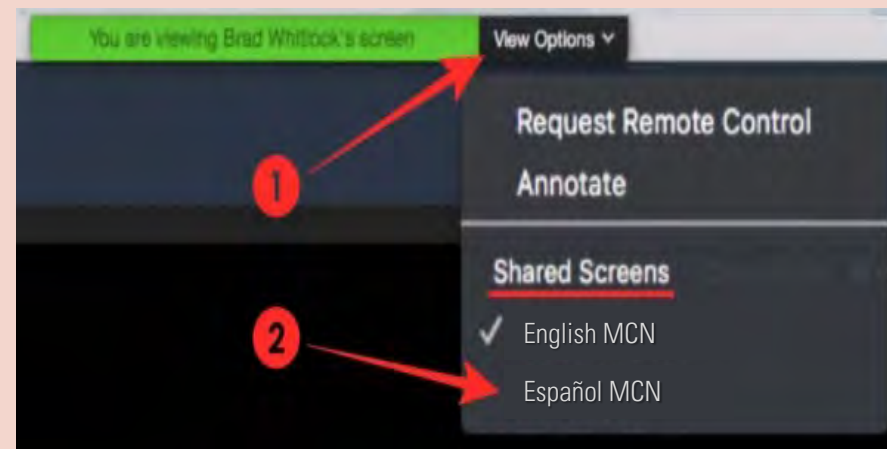 You are viewing Brad Whitlock's screen
View Options
Request Remote Control
Annotate
1
Shared Screens
English MCN
2
Español MCN